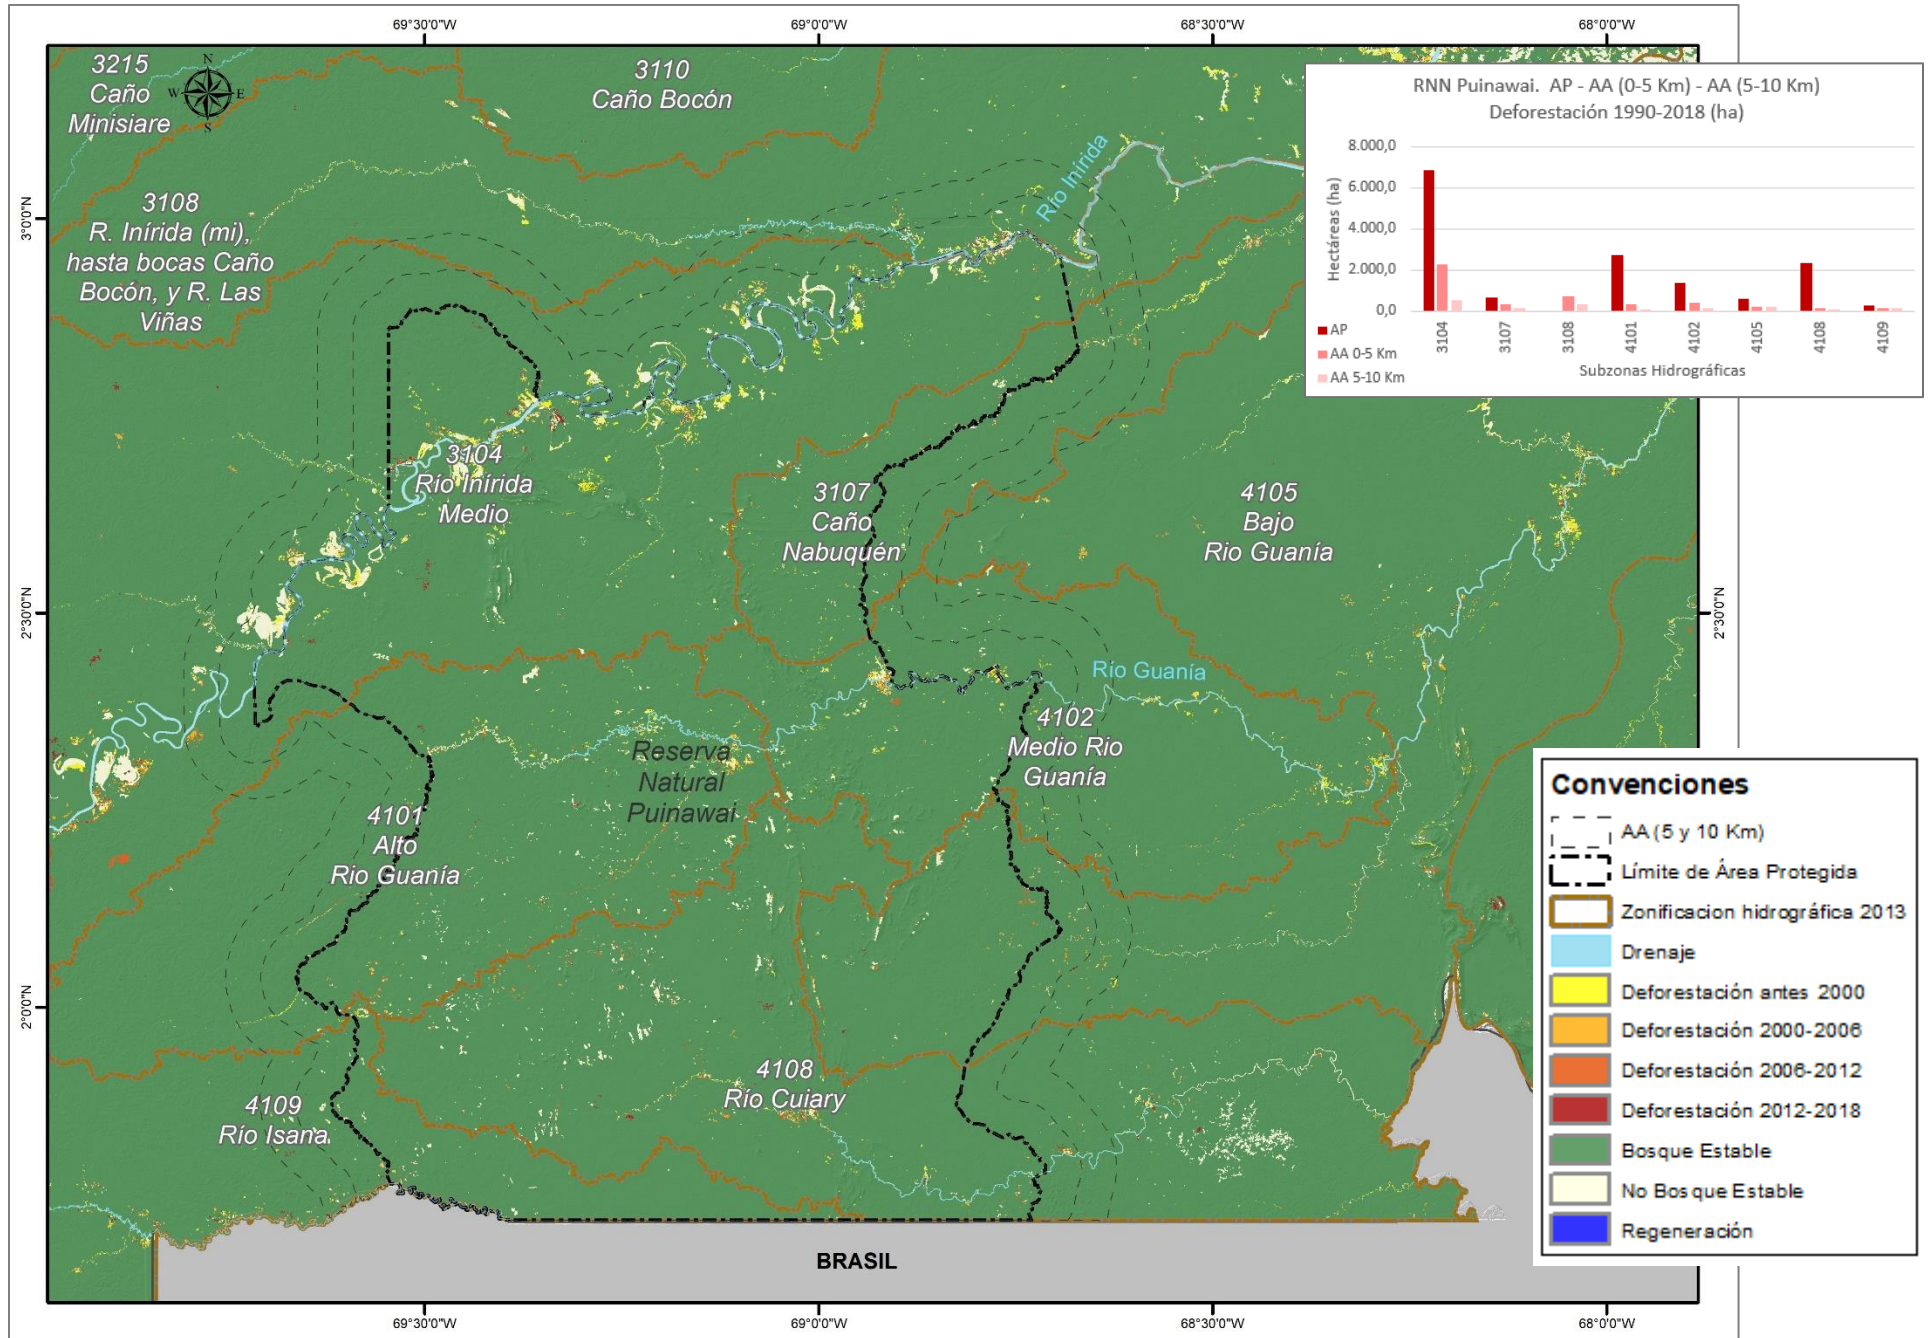 69°30'0"W
69°0'0"W
68°30'0"W
68°0'0"W
3215
Caño
Minisiare
N
W
E
S
3110
Caño Bocón
3108
R. Inírida (mi),
hasta bocas Caño
Bocón, y R. Las
Viñas
Río Inírida
RNN Puinawai.  AP - AA (0-5 Km) - AA (5-10 Km)
Deforestación 1990-2018 (ha)
Hectáreas (ha)
8.000,0
6.000,0
4.000,0
2.000,0
0,0
AP
AA 0-5 Km
AA 5-10 Km
3104
3107
3108
4101
4102
4105
4108
4109
Subzonas Hidrográficas
3°0'0"N
3104
Río Inírida
Medio
3107
Caño
Nabuquén
4105
Bajo
Rio Guanía
2°30'0"N
2°30'0"N
Río Guanía
4102
Medio Rio
Guanía
Reserva
Natural
Puinawai
4101
Alto
Rio Guanía
2°0'0"N
4108
Río Cuiary
4109
Río Isana
BRASIL
Convenciones
AA (5 y 10 Km)
Límite de Área Protegida
Zonificacion hidrográfica 2013
Drenaje
Deforestación antes 2000
Deforestación 2000-2006
Deforestación 2006-2012
Deforestación 2012-2018
Bosque Estable
No Bosque Estable
Regeneración
69°30'0"W
69°0'0"W
68°30'0"W
68°0'0"W